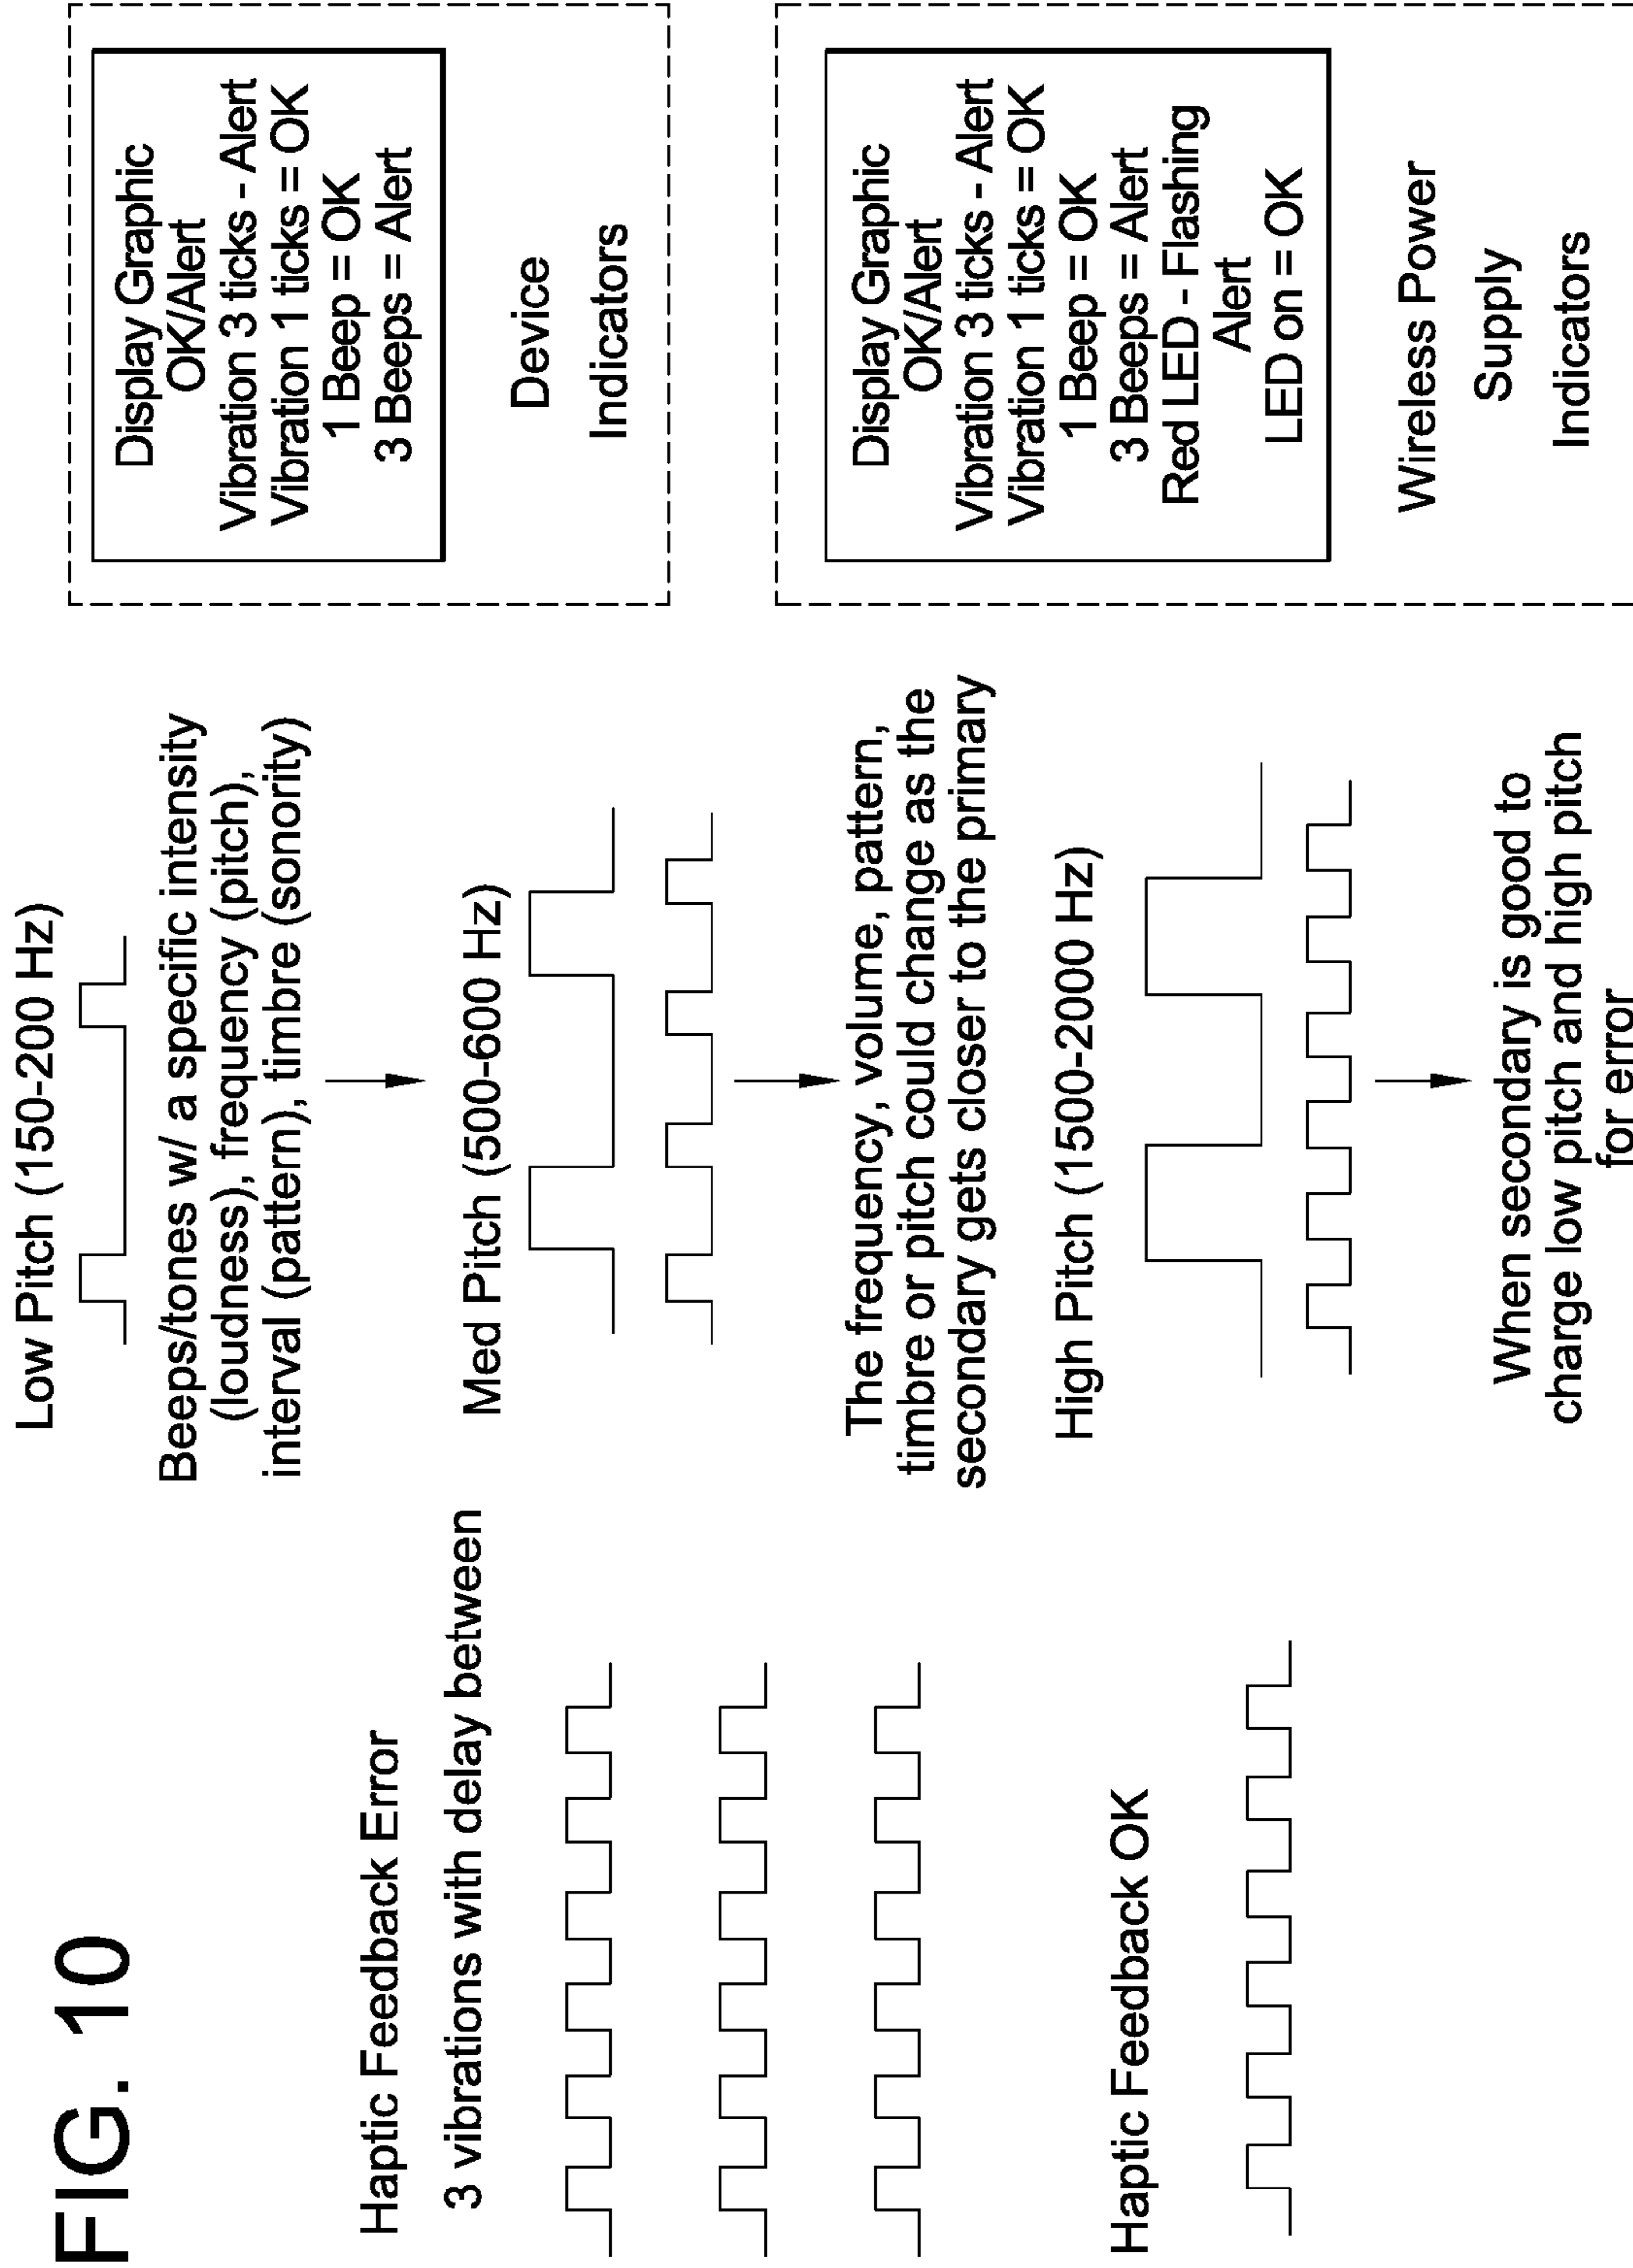 FIG. 10
Haptic Feedback Error
3 vibrations with delay between
Haptic Feedback OK
Low Pitch (150-200 Hz)
Beeps/tones w/ a specific intensity
(loudness), frequency (pitch),
interval (pattern), timbre (sonority)
Med Pitch (500-600 Hz)
The frequency, volume, pattern,
timbre or pitch could change as the
secondary gets closer to the primary
High Pitch (1500-2000 Hz)
When secondary is good to
charge low pitch and high pitch
for error
Display Graphic
OK/Alert
Vibration 3 ticks - Alert
Vibration 1 ticks = OK
1 Beep = OK
3 Beeps = Alert
Device
Indicators
Display Graphic
OK/Alert
Vibration 3 ticks - Alert
Vibration 1 ticks = OK
1 Beep = OK
3 Beeps = Alert
Red LED - Flashing
Alert
LED on = OK
Wireless Power
Supply
Indicators